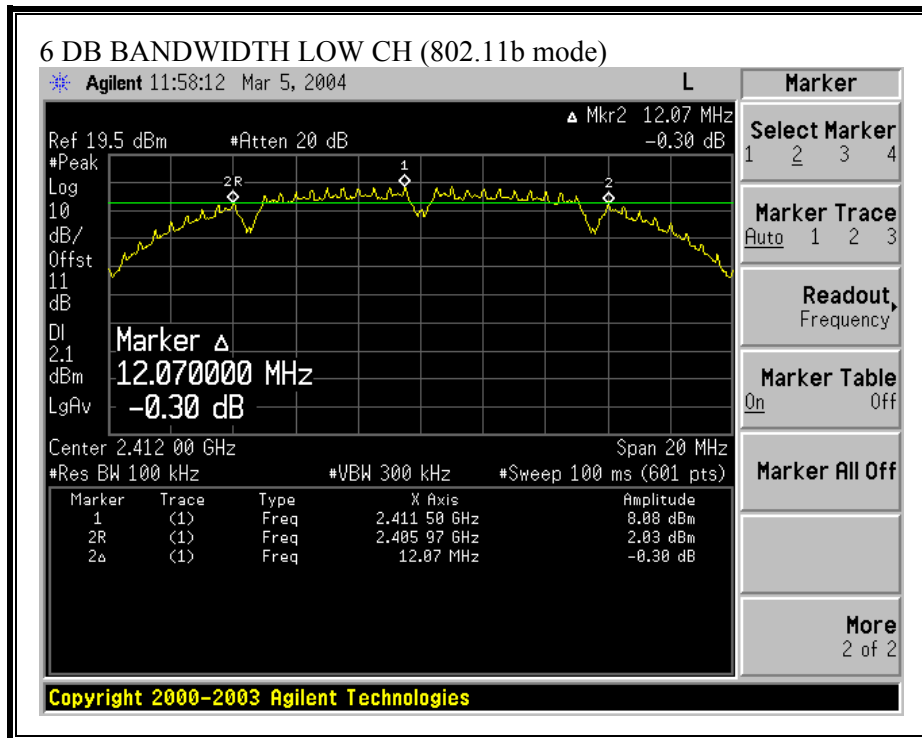 6 DB BANDWIDTH LOW CH (802.11b mode)
Agilent 11:58:12 Mar 5, 2004 L
Marker
Δ Mkr2 12.07 MHz
Ref 19.5 dBm #Atten 20 dB -0.30 dB
#Peak
Log
10
dB/
Offst
11
dB
DI
2.1
dBm
LgAv
1
2R
2
Marker Δ
12.070000 MHz
-0.30 dB
Center 2.412 00 GHz Span 20 MHz
#Res BW 100 kHz #VBW 300 kHz #Sweep 100 ms (601 pts)
Marker Trace Type X Axis Amplitude
1 (1) Freq 2.411 50 GHz 8.08 dBm
2R (1) Freq 2.405 97 GHz 2.03 dBm
2Δ (1) Freq 12.07 MHz -0.30 dB
Select Marker
1 2 3 4
Marker Trace
Auto 1 2 3
Readout
Frequency
Marker Table
On Off
Marker All Off
More
2 of 2
Copyright 2000-2003 Agilent Technologies